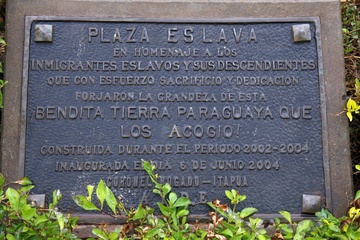 PLAZA ESLAVA
EN HOMENAJE A LOS
INMIGRANTES ESLAVOS Y SUS DESCENDIENTES
QUE CON ESFUERZO SACRIFICIO Y DEDICACION
FORJARON LA GRANDEZA DE ESTA
¡BENDITA TIERRA PARAGUAYA QUE
LOS ACOGIO!
CONSTRUIDA DURANTE EL PERIODO 2002-2004
INAUGURADA EL DIA 6 DE JUNIO 2004
CORONEL BOGADO - ITAPUA